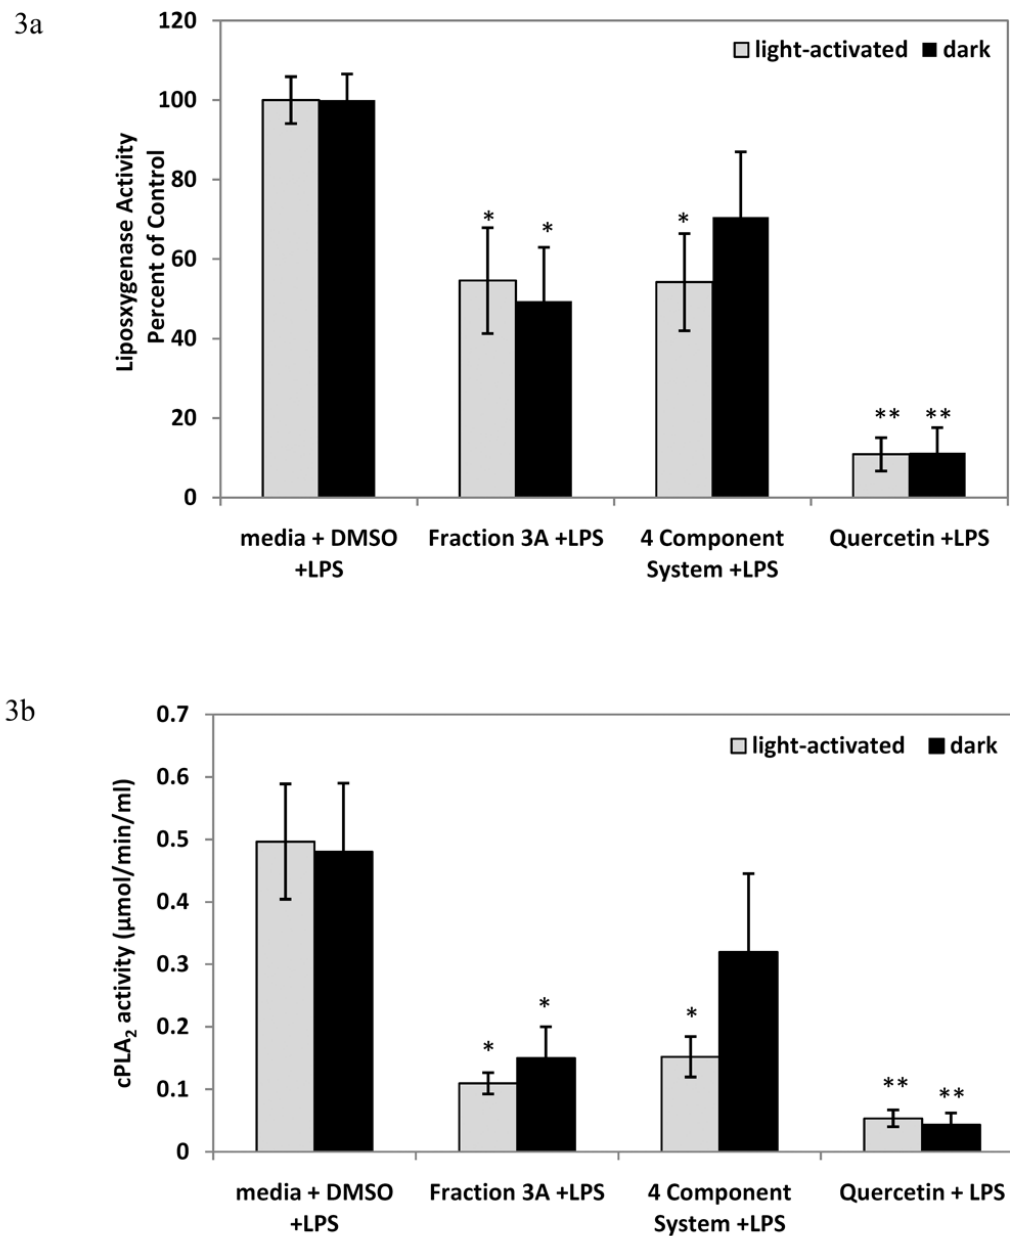 3a
120
100
80
60
40
20
0
Liposxygenase Activity
Percent of Control
light-activated dark
* * * ** **
media + DMSO
+LPS
Fraction 3A +LPS
4 Component
System +LPS
Quercetin +LPS
3b
0.7
0.6
0.5
0.4
0.3
0.2
0.1
0
cPLA₂ activity (µmol/min/ml)
light-activated dark
* * * ** **
media + DMSO
+LPS
Fraction 3A +LPS
4 Component
System +LPS
Quercetin + LPS